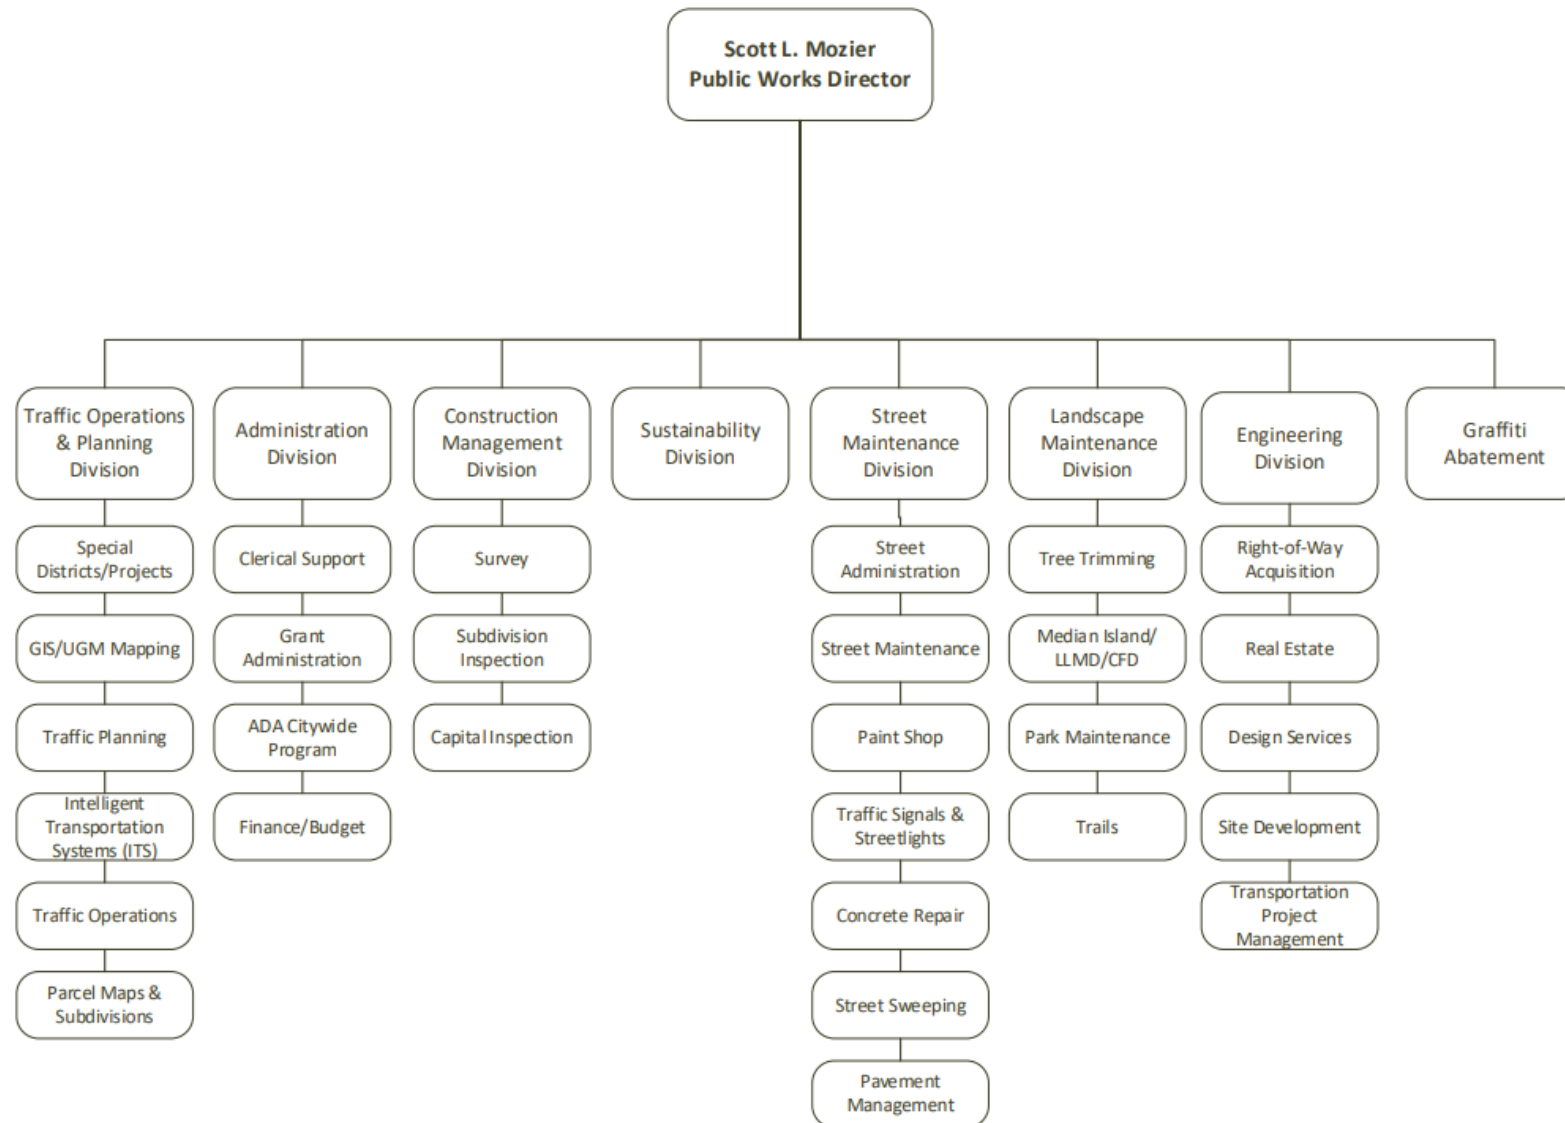 Scott L. Mozier
Public Works Director
Traffic Operations
& Planning
Division
Administration
Division
Construction
Management
Division
Sustainability
Division
Street
Maintenance
Division
Landscape
Maintenance
Division
Engineering
Division
Graffiti
Abatement
Special
Districts/Projects
GIS/UGM Mapping
Traffic Planning
Intelligent
Transportation
Systems (ITS)
Traffic Operations
Parcel Maps &
Subdivisions
Clerical Support
Grant
Administration
ADA Citywide
Program
Finance/Budget
Survey
Subdivision
Inspection
Capital Inspection
Street
Administration
Street Maintenance
Paint Shop
Traffic Signals &
Streetlights
Concrete Repair
Street Sweeping
Pavement
Management
Tree Trimming
Median Island/
LLMD/CFD
Park Maintenance
Trails
Right-of-Way
Acquisition
Real Estate
Design Services
Site Development
Transportation
Project
Management